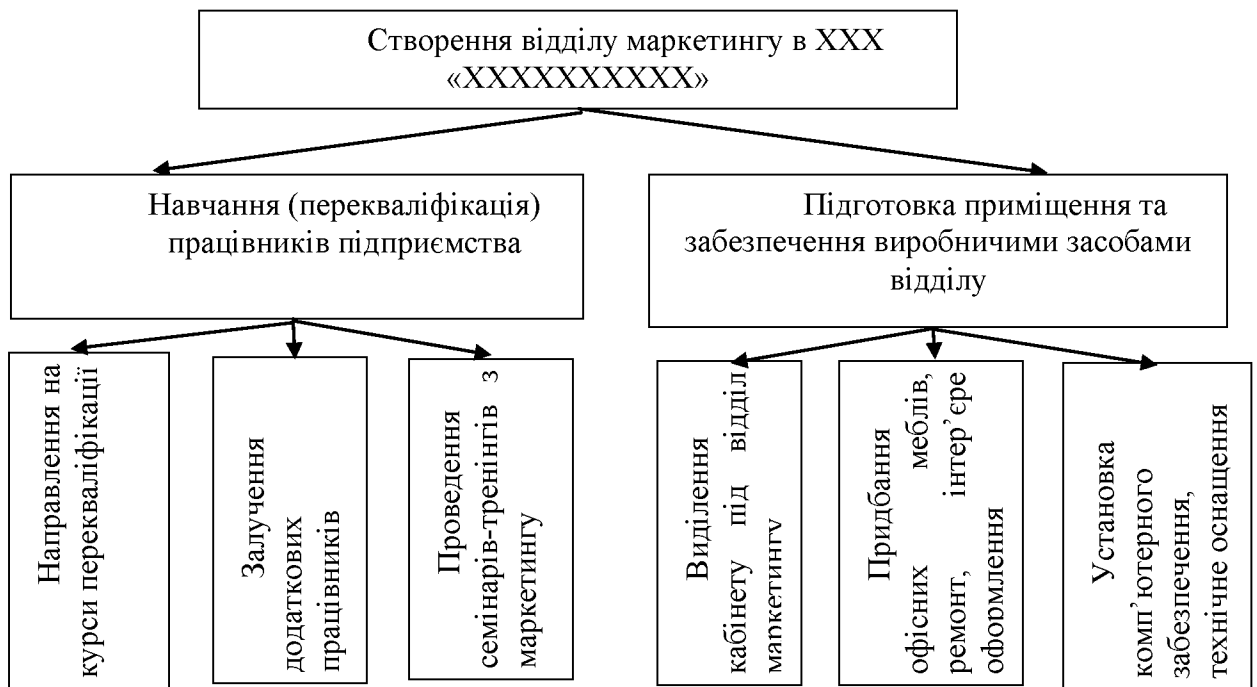 Створення відділу маркетингу в ХХХ
«ХХХХХХХХХХ»
Навчання (перекваліфікація)
працівників підприємства
Підготовка приміщення та
забезпечення виробничими засобами
відділу
Направлення на
курси перекваліфікації
Залучення
додаткових
працівників
Проведення
семінарів-тренінгів з
маркетингу
Виділення
кабінету під відділ
маркетингу
Придбання
офісних меблів,
ремонт, інтер’єре
оформлення
Установка
комп’ютерного
забезпечення,
технічне оснащення